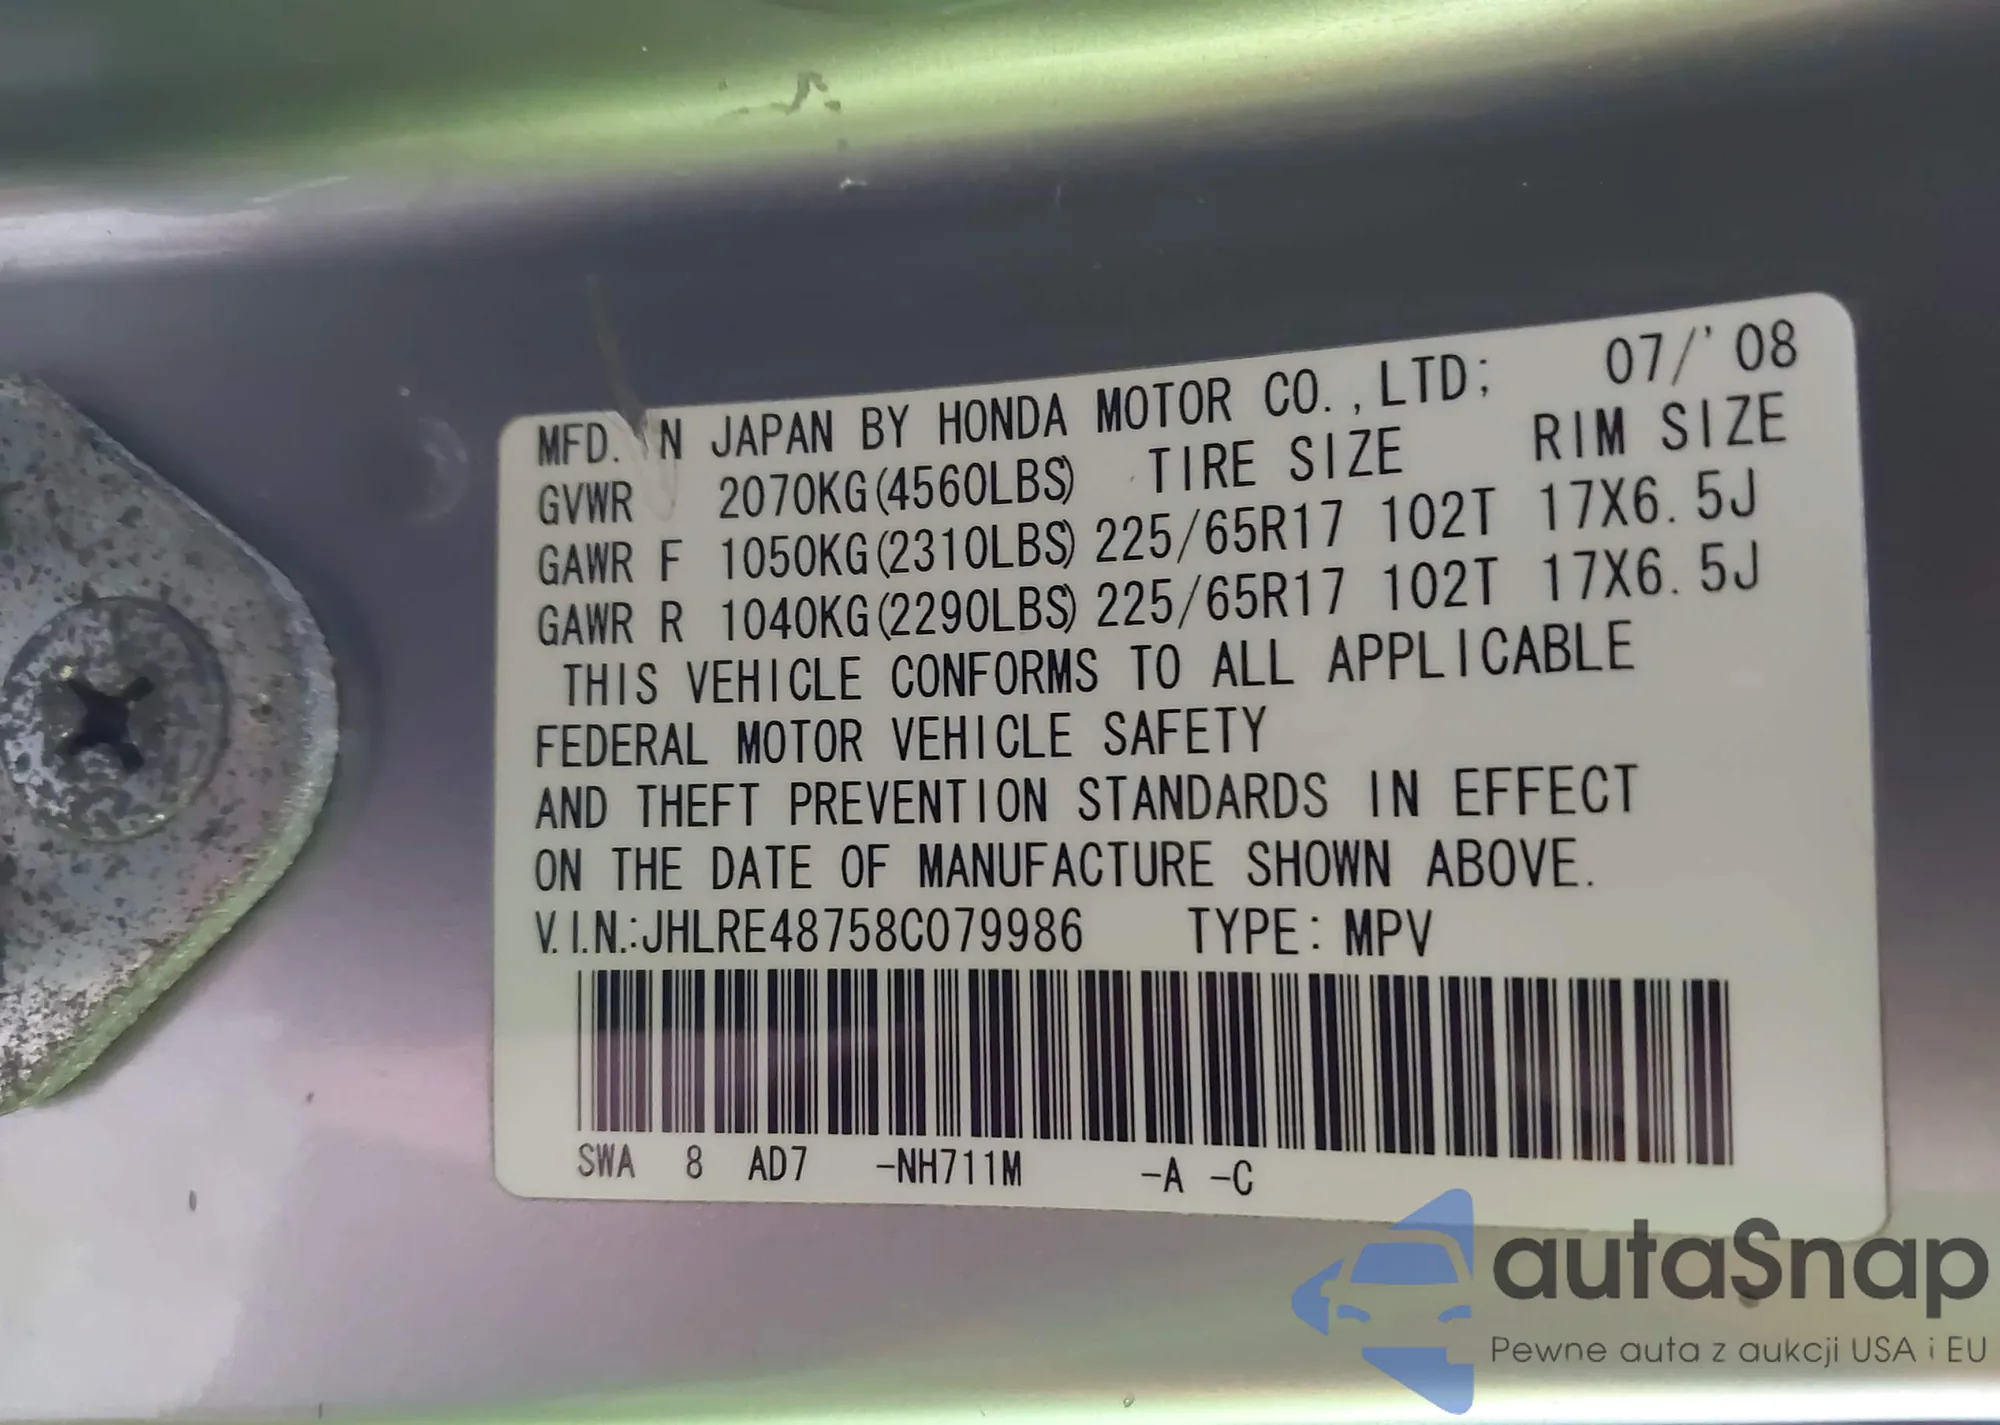 MFD. IN JAPAN BY HONDA MOTOR CO.,LTD; 07/'08
GVWR 2070KG(4560LBS) TIRE SIZE RIM SIZE
GAWR F 1050KG(2310LBS) 225/65R17 102T 17X6.5J
GAWR R 1040KG(2290LBS) 225/65R17 102T 17X6.5J
THIS VEHICLE CONFORMS TO ALL APPLICABLE
FEDERAL MOTOR VEHICLE SAFETY
AND THEFT PREVENTION STANDARDS IN EFFECT
ON THE DATE OF MANUFACTURE SHOWN ABOVE.
V.I.N.:JHLRE48758C079986 TYPE: MPV
SWA 8 AD7 -NH711M -A -C
autaSnap
Pewne auta z aukcji USA i EU